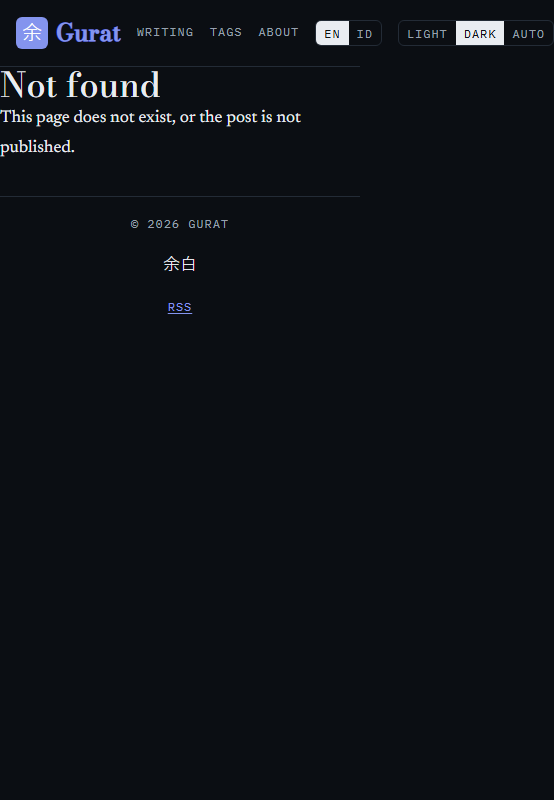 余 Gurat WRITING TAGS ABOUT EN ID LIGHT DARK AUTO
Not found
This page does not exist, or the post is not
published.
© 2026 GURAT
余白
RSS